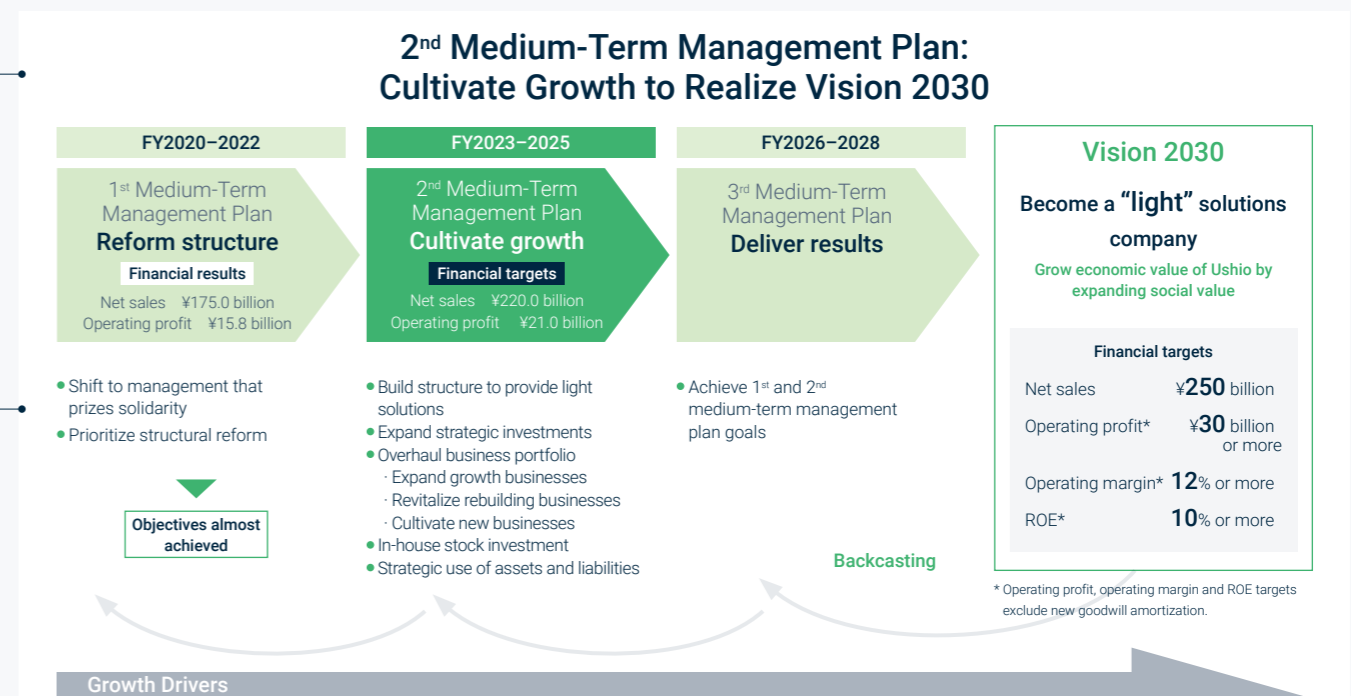 2nd Medium-Term Management Plan:
Cultivate Growth to Realize Vision 2030
FY2020–2022
1st Medium-Term
Management Plan
Reform structure
Financial results
Net sales ¥175.0 billion
Operating profit ¥15.8 billion
● Shift to management that
prizes solidarity
● Prioritize structural reform
Objectives almost
achieved
FY2023–2025
2nd Medium-Term
Management Plan
Cultivate growth
Financial targets
Net sales ¥220.0 billion
Operating profit ¥21.0 billion
● Build structure to provide light
solutions
● Expand strategic investments
● Overhaul business portfolio
· Expand growth businesses
· Revitalize rebuilding businesses
· Cultivate new businesses
● In-house stock investment
● Strategic use of assets and liabilities
FY2026–2028
3rd Medium-Term
Management Plan
Deliver results
● Achieve 1st and 2nd
medium-term management
plan goals
Backcasting
Vision 2030
Become a “light” solutions
company
Grow economic value of Ushio by
expanding social value
Financial targets
Net sales ¥250 billion
Operating profit* ¥30 billion
or more
Operating margin* 12% or more
ROE* 10% or more
* Operating profit, operating margin and ROE targets
exclude new goodwill amortization.
Growth Drivers